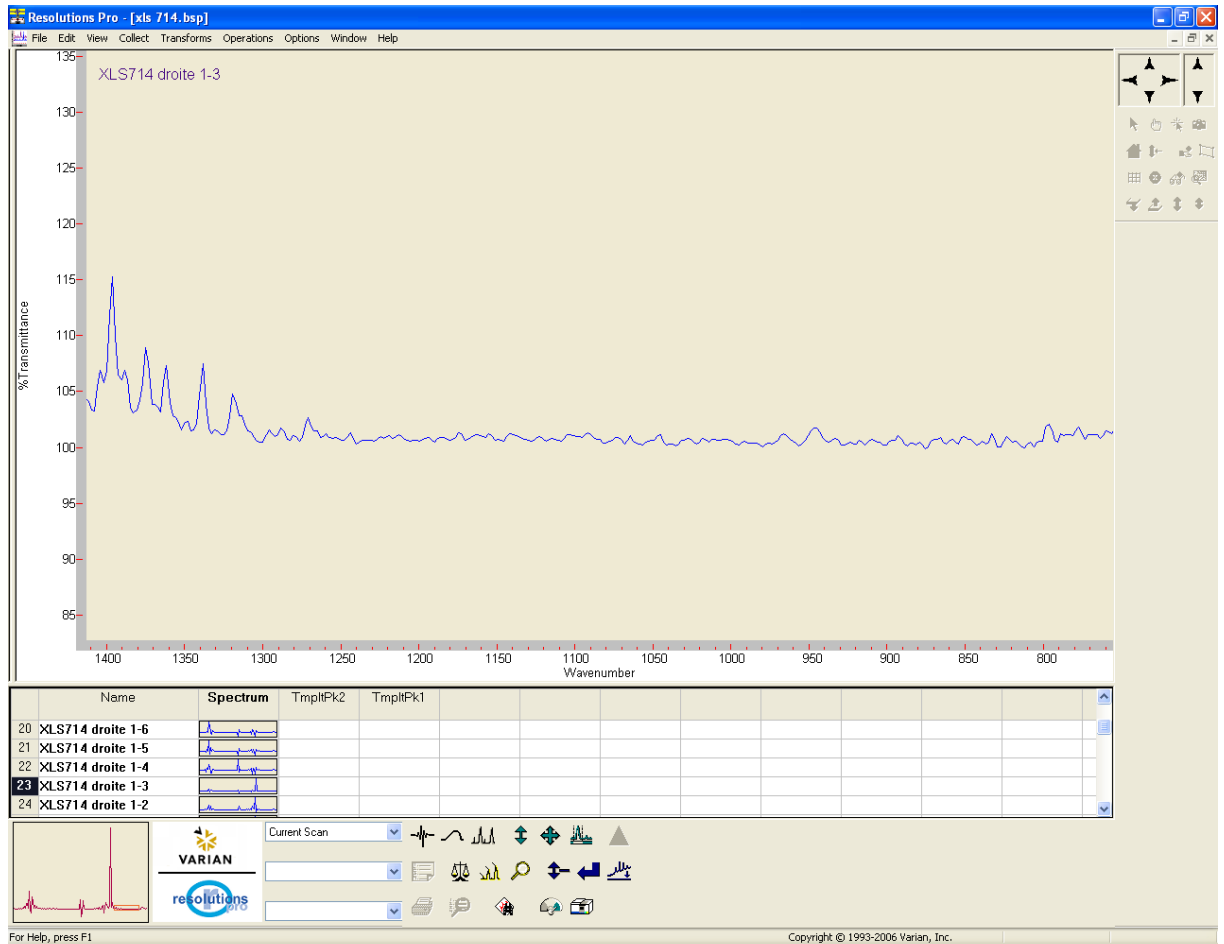 Resolutions Pro - [xls 714.bsp]
File Edit View Collect Transforms Operations Options Window Help
XLS714 droite 1-3
135
130
125
120
115
110
105
100
95
90
85
%Transmittance
1400 1350 1300 1250 1200 1150 1100 1050 1000 950 900 850 800
Wavenumber
Name Spectrum TmpltPk2 TmpltPk1
20 XLS714 droite 1-6
21 XLS714 droite 1-5
22 XLS714 droite 1-4
23 XLS714 droite 1-3
24 XLS714 droite 1-2
VARIAN
resolutions
pro
Current Scan
For Help, press F1
Copyright © 1993-2006 Varian, Inc.